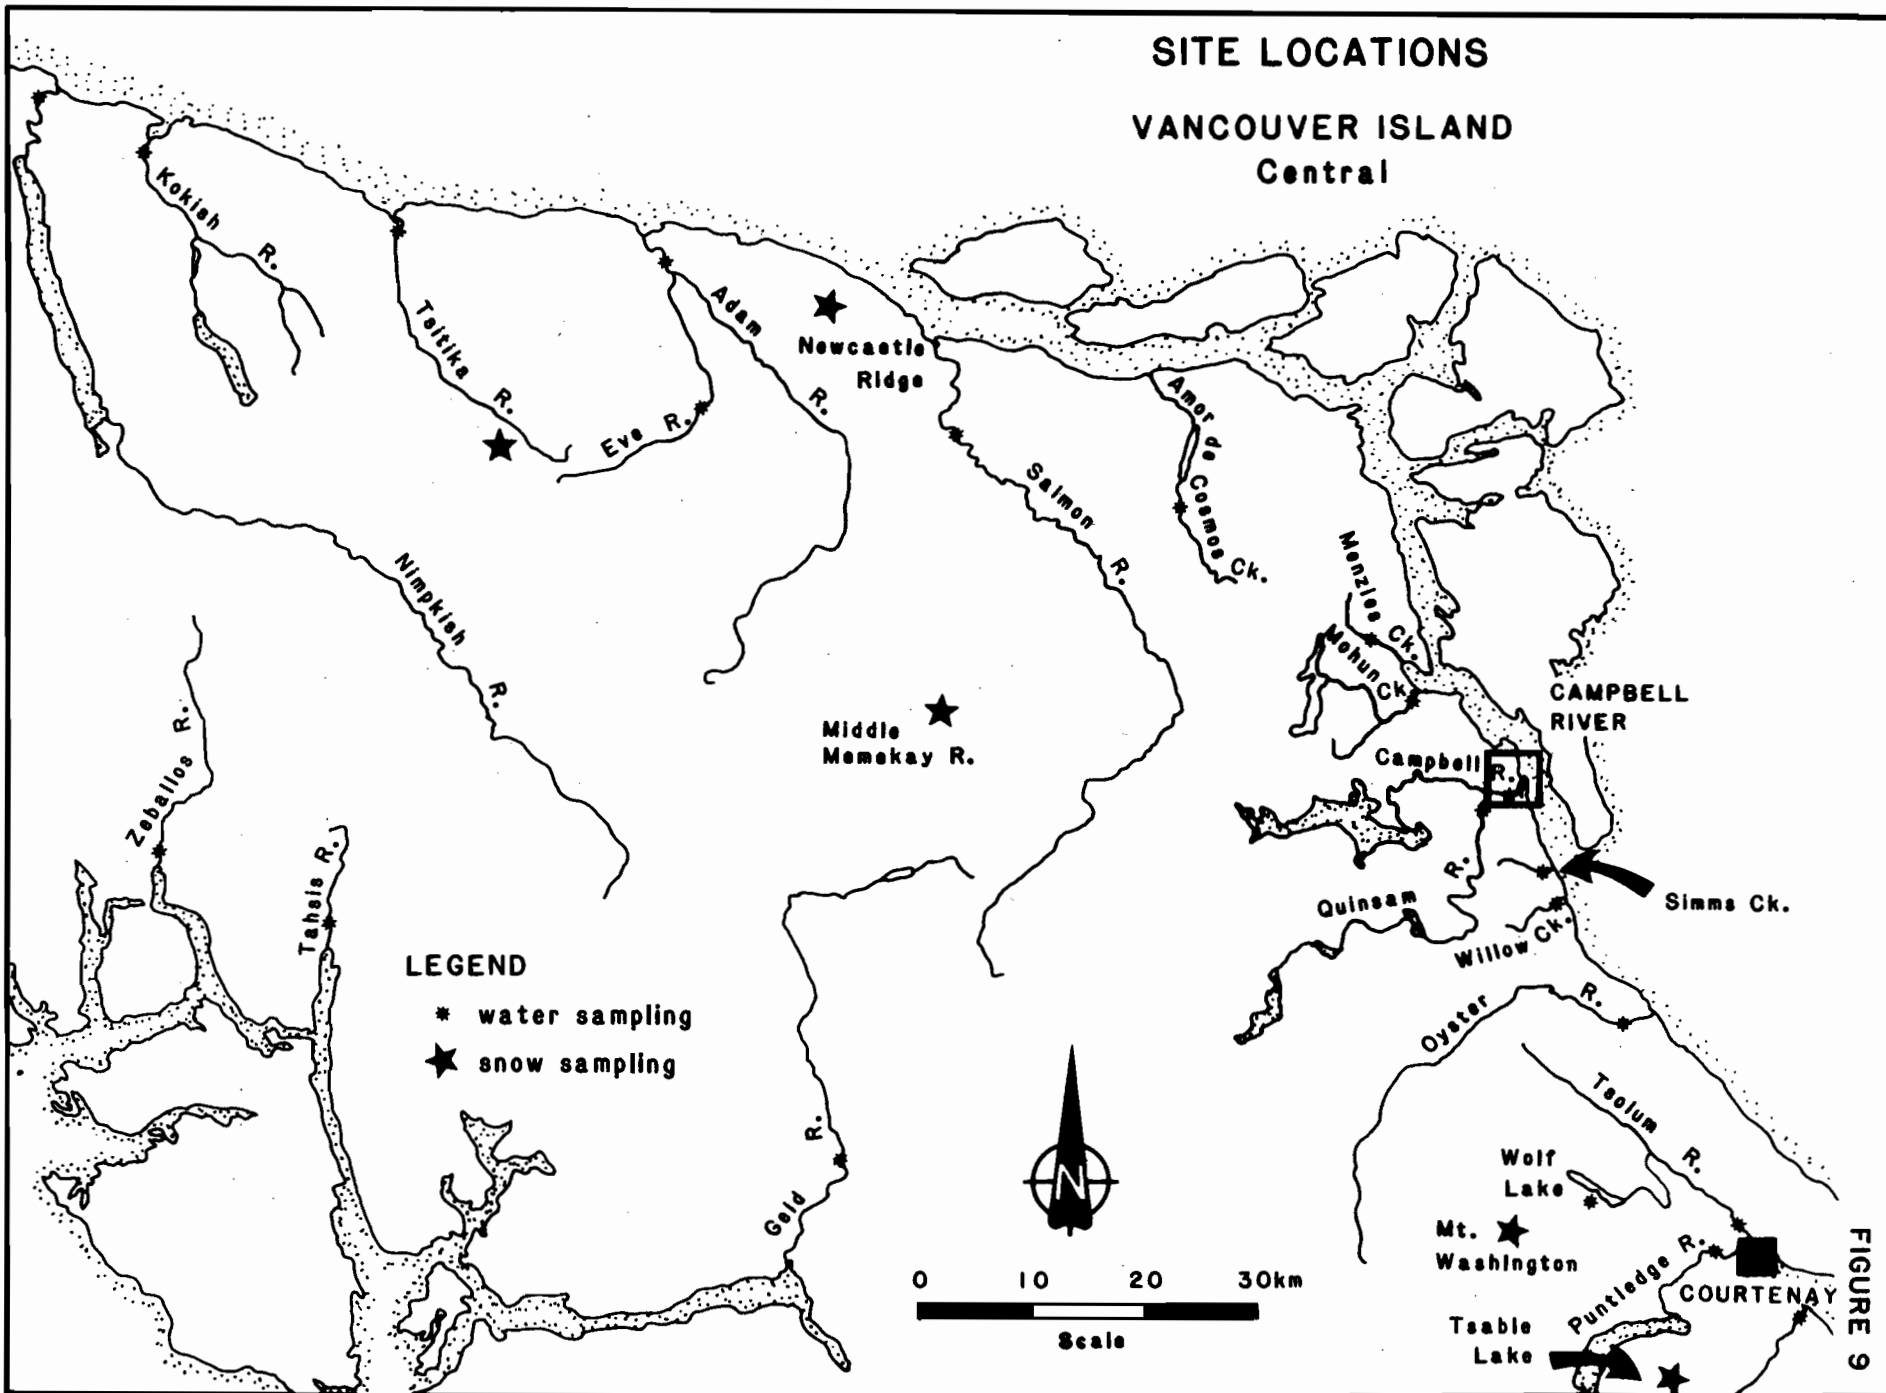 SITE LOCATIONS
VANCOUVER ISLAND
Central
Kokish R.
Tsitika R.
Eve R.
Adam R.
Newcastle
Ridge
Salmon R.
Amor de Cosmos Ck.
Menzies Ck.
Mohun Ck.
CAMPBELL
RIVER
Campbell R.
Nimpkish R.
Zeballos R.
Tahsis R.
Middle
Memekay R.
Quinsam R.
Simms Ck.
Willow Ck.
Oyster R.
LEGEND
water sampling
snow sampling
Gold R.
N
0 10 20 30km
Scale
Tsolum R.
Wolf
Lake
Mt.
Washington
Puntledge R.
COURTENAY
Tsable
Lake
FIGURE 9